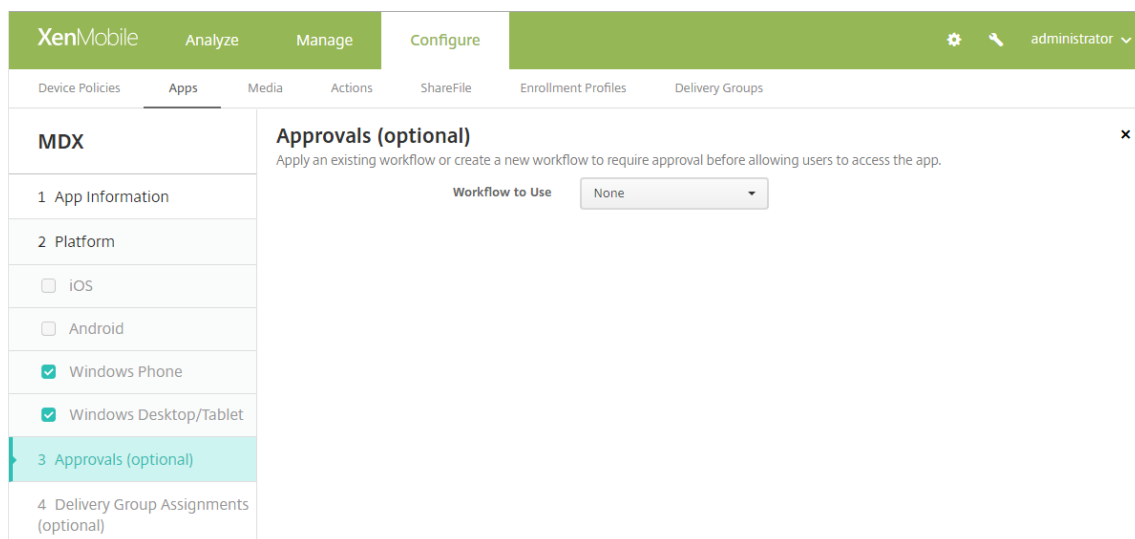 XenMobile Analyze Manage Configure administrator
Device Policies Apps Media Actions ShareFile Enrollment Profiles Delivery Groups
MDX
1 App Information
2 Platform
iOS
Android
Windows Phone
Windows Desktop/Tablet
3 Approvals (optional)
4 Delivery Group Assignments
(optional)
Approvals (optional)
Apply an existing workflow or create a new workflow to require approval before allowing users to access the app.
Workflow to Use None